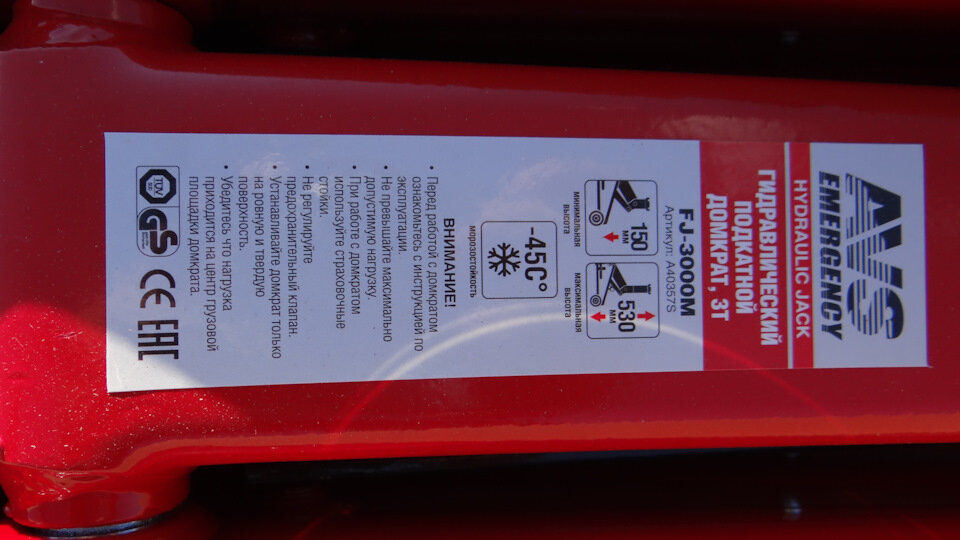 AVS
EMERGENCY
HYDRAULIC JACK
ГИДРАВЛИЧЕСКИЙ
ПОДКАТНОЙ
ДОМКРАТ, 3Т
FJ-3000M
Артикул: A40357S
150
мм
минимальная
высота
530
мм
максимальная
высота
-45C°
морозостойкость
ВНИМАНИЕ!
• Перед работой с домкратом
ознакомьтесь с инструкцией по
эксплуатации.
• Не превышайте максимально
допустимую нагрузку.
• При работе с домкратом
используйте страховочные
стойки.
• Не регулируйте
предохранительный клапан.
• Устанавливайте домкрат только
на ровную и твердую
поверхность.
• Убедитесь что нагрузка
приходится на центр грузовой
площадки домкрата.
TÜV
GS
CE
EAC